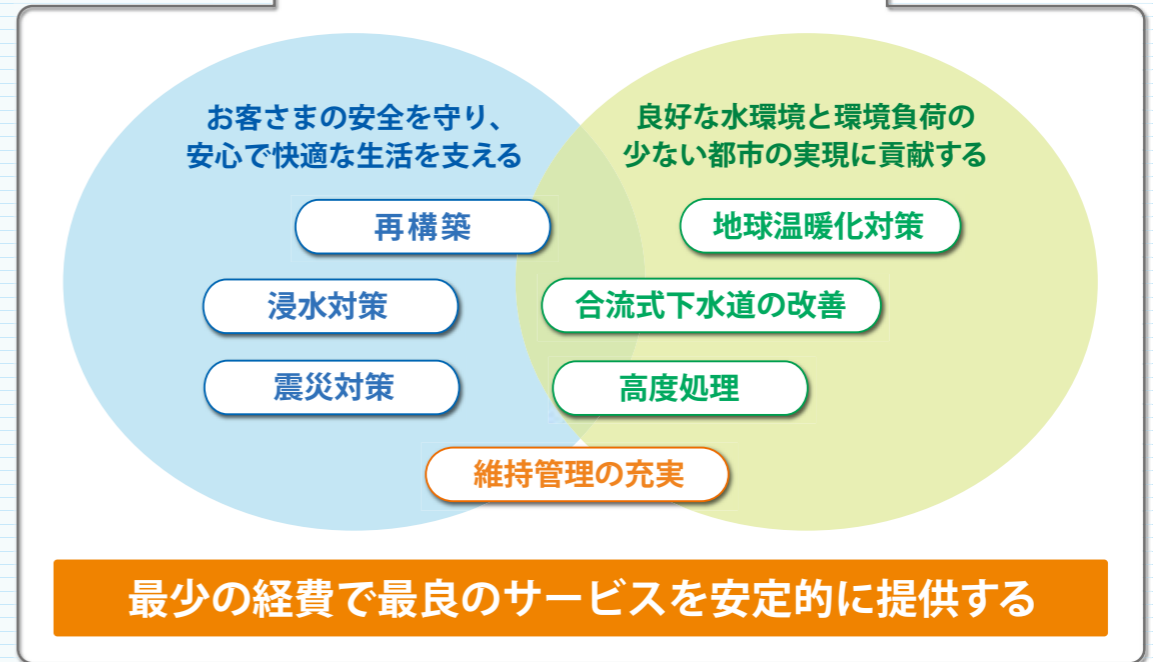 お客さまの安全を守り、
安心で快適な生活を支える
良好な水環境と環境負荷の
少ない都市の実現に貢献する
再構築
地球温暖化対策
浸水対策
合流式下水道の改善
震災対策
高度処理
維持管理の充実
最少の経費で最良のサービスを安定的に提供する